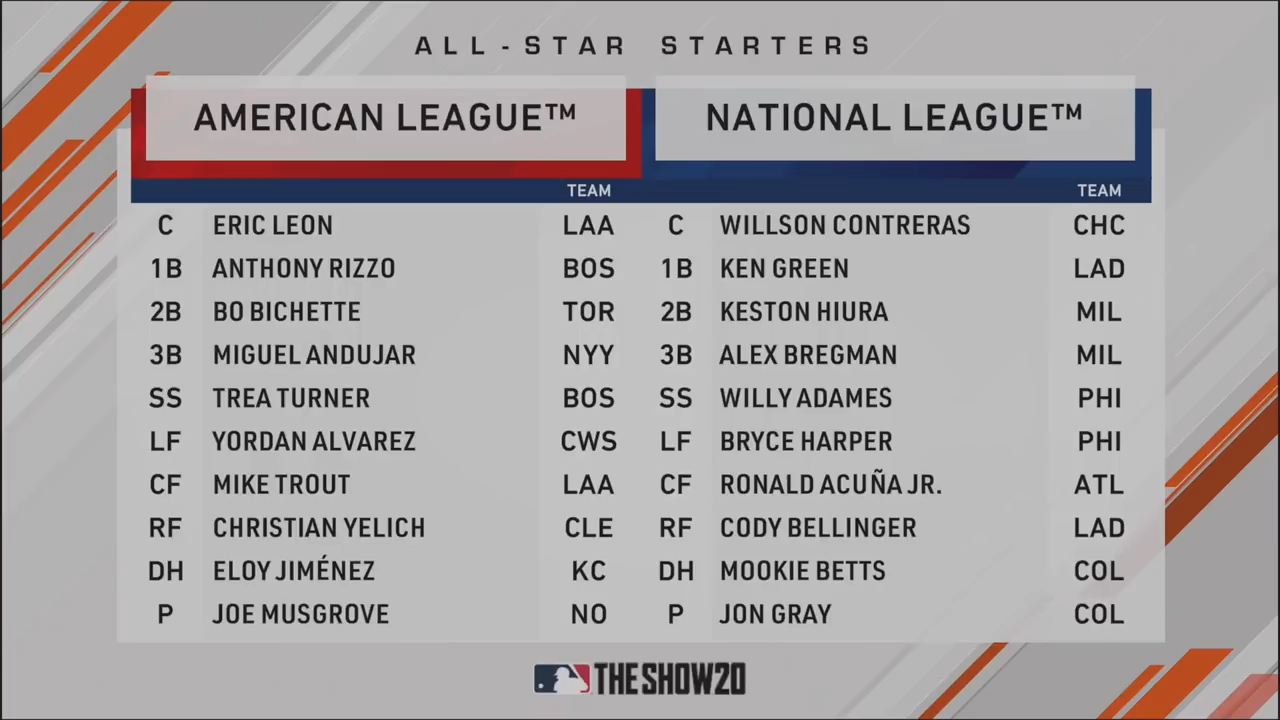 ALL-STAR STARTERS
AMERICAN LEAGUE™ NATIONAL LEAGUE™
TEAM TEAM
C ERIC LEON LAA C WILLSON CONTRERAS CHC
1B ANTHONY RIZZO BOS 1B KEN GREEN LAD
2B BO BICHETTE TOR 2B KESTON HIURA MIL
3B MIGUEL ANDUJAR NYY 3B ALEX BREGMAN MIL
SS TREA TURNER BOS SS WILLY ADAMES PHI
LF YORDAN ALVAREZ CWS LF BRYCE HARPER PHI
CF MIKE TROUT LAA CF RONALD ACUÑA JR. ATL
RF CHRISTIAN YELICH CLE RF CODY BELLINGER LAD
DH ELOY JIMÉNEZ KC DH MOOKIE BETTS COL
P JOE MUSGROVE NO P JON GRAY COL
THE SHOW20